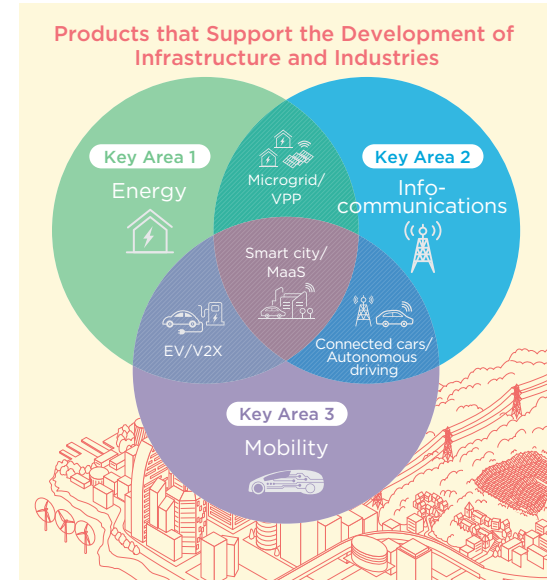 Products that Support the Development of
Infrastructure and Industries
Key Area 1
Energy
Microgrid/
VPP
Key Area 2
Info-
communications
Smart city/
MaaS
EV/V2X
Connected cars/
Autonomous
driving
Key Area 3
Mobility